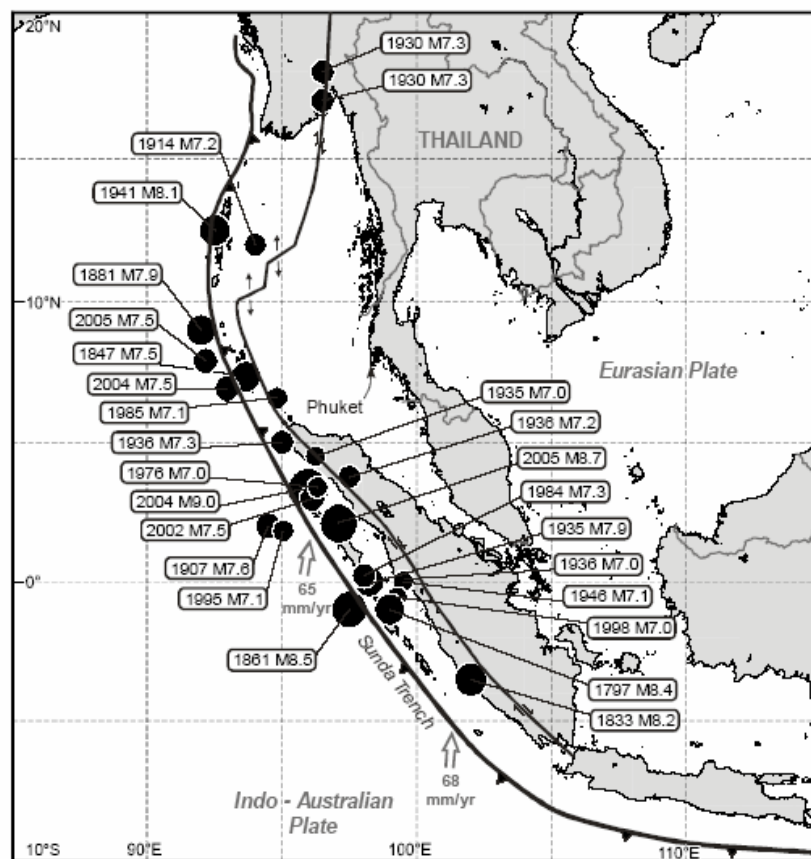 20°N
1930 M7.3
1930 M7.3
1914 M7.2
THAILAND
1941 M8.1
1881 M7.9
10°N
2005 M7.5
1847 M7.5
2004 M7.5
1985 M7.1
Phuket
Eurasian Plate
1935 M7.0
1936 M7.2
1936 M7.3
2005 M8.7
1976 M7.0
1984 M7.3
2004 M9.0
2002 M7.5
1935 M7.9
1936 M7.0
1907 M7.6
0°
1946 M7.1
1995 M7.1
65
mm/yr
1998 M7.0
1861 M8.5
Sunda Trench
1797 M8.4
1833 M8.2
68
mm/yr
Indo - Australian
Plate
10°S
90°E
100°E
110°E